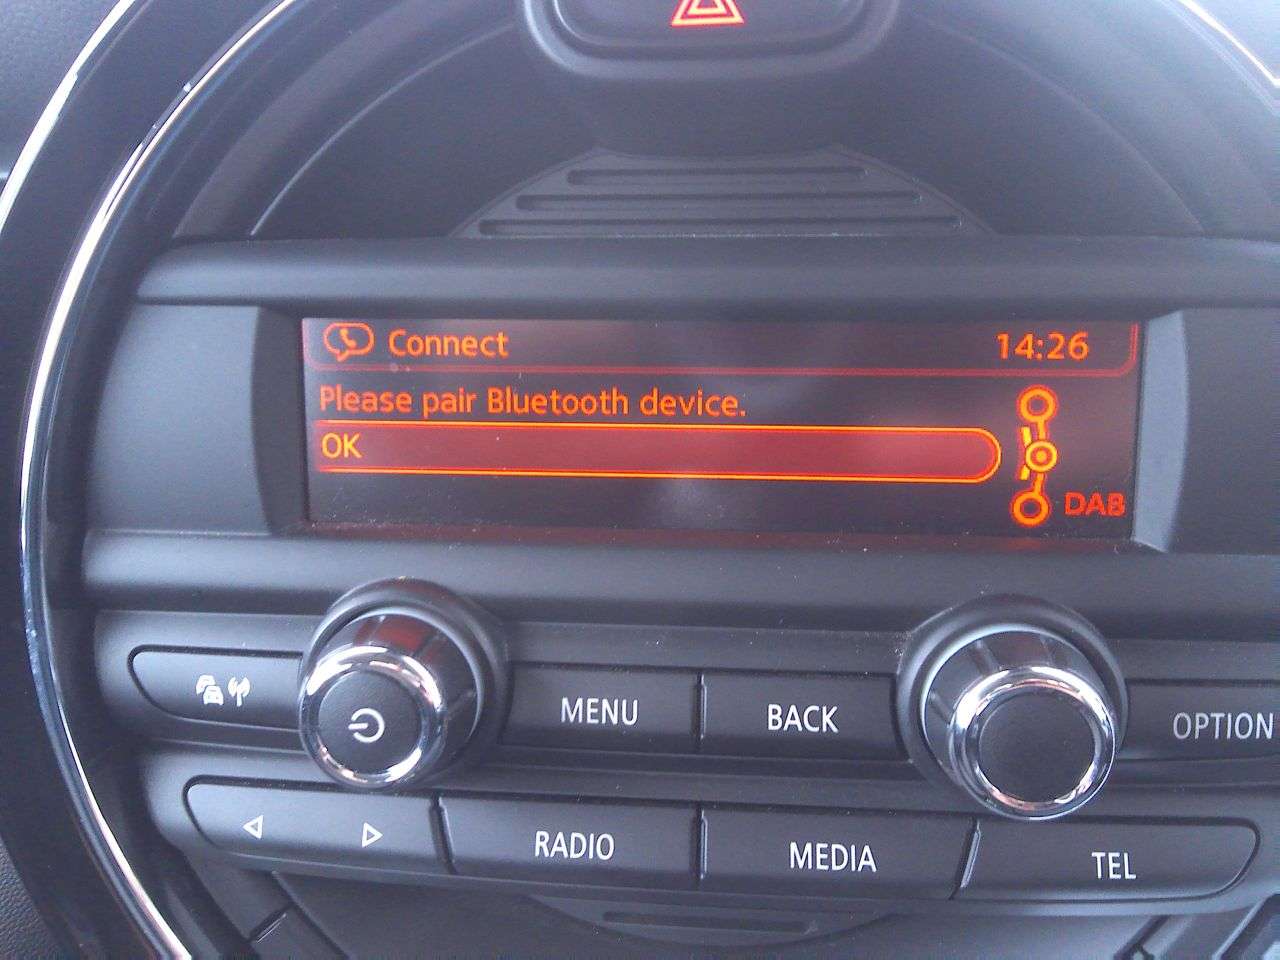 Connect 14:26
Please pair Bluetooth device.
OK
DAB
MENU BACK OPTION
RADIO MEDIA TEL